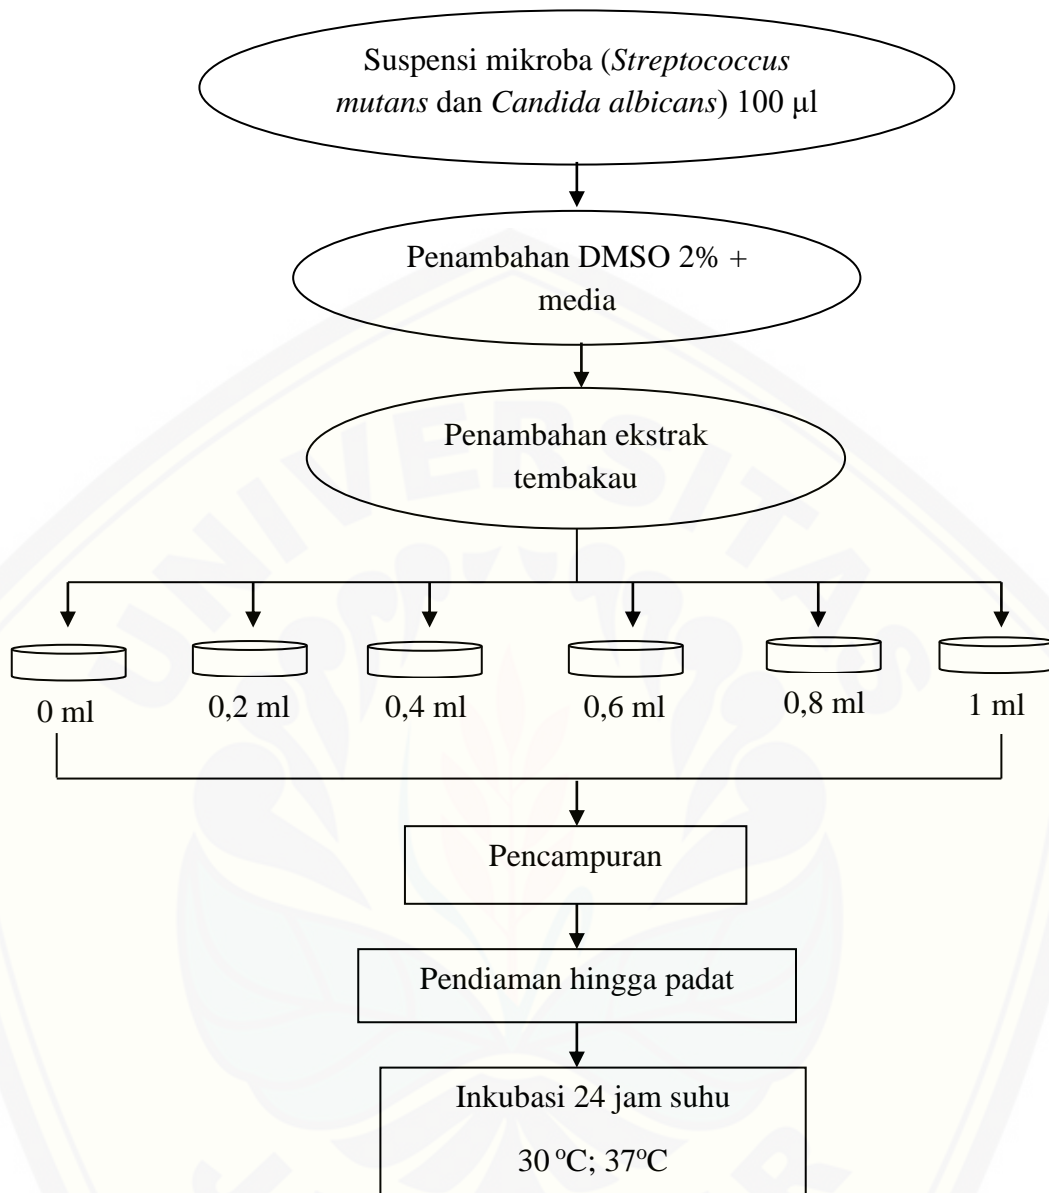 Suspensi mikroba (Streptococcus
mutans dan Candida albicans) 100 μl
Penambahan DMSO 2% +
media
Penambahan ekstrak
tembakau
0 ml
0,2 ml
0,4 ml
0,6 ml
0,8 ml
1 ml
Pencampuran
Pendiaman hingga padat
Inkubasi 24 jam suhu
30 °C; 37°C
UNIVERSITAS